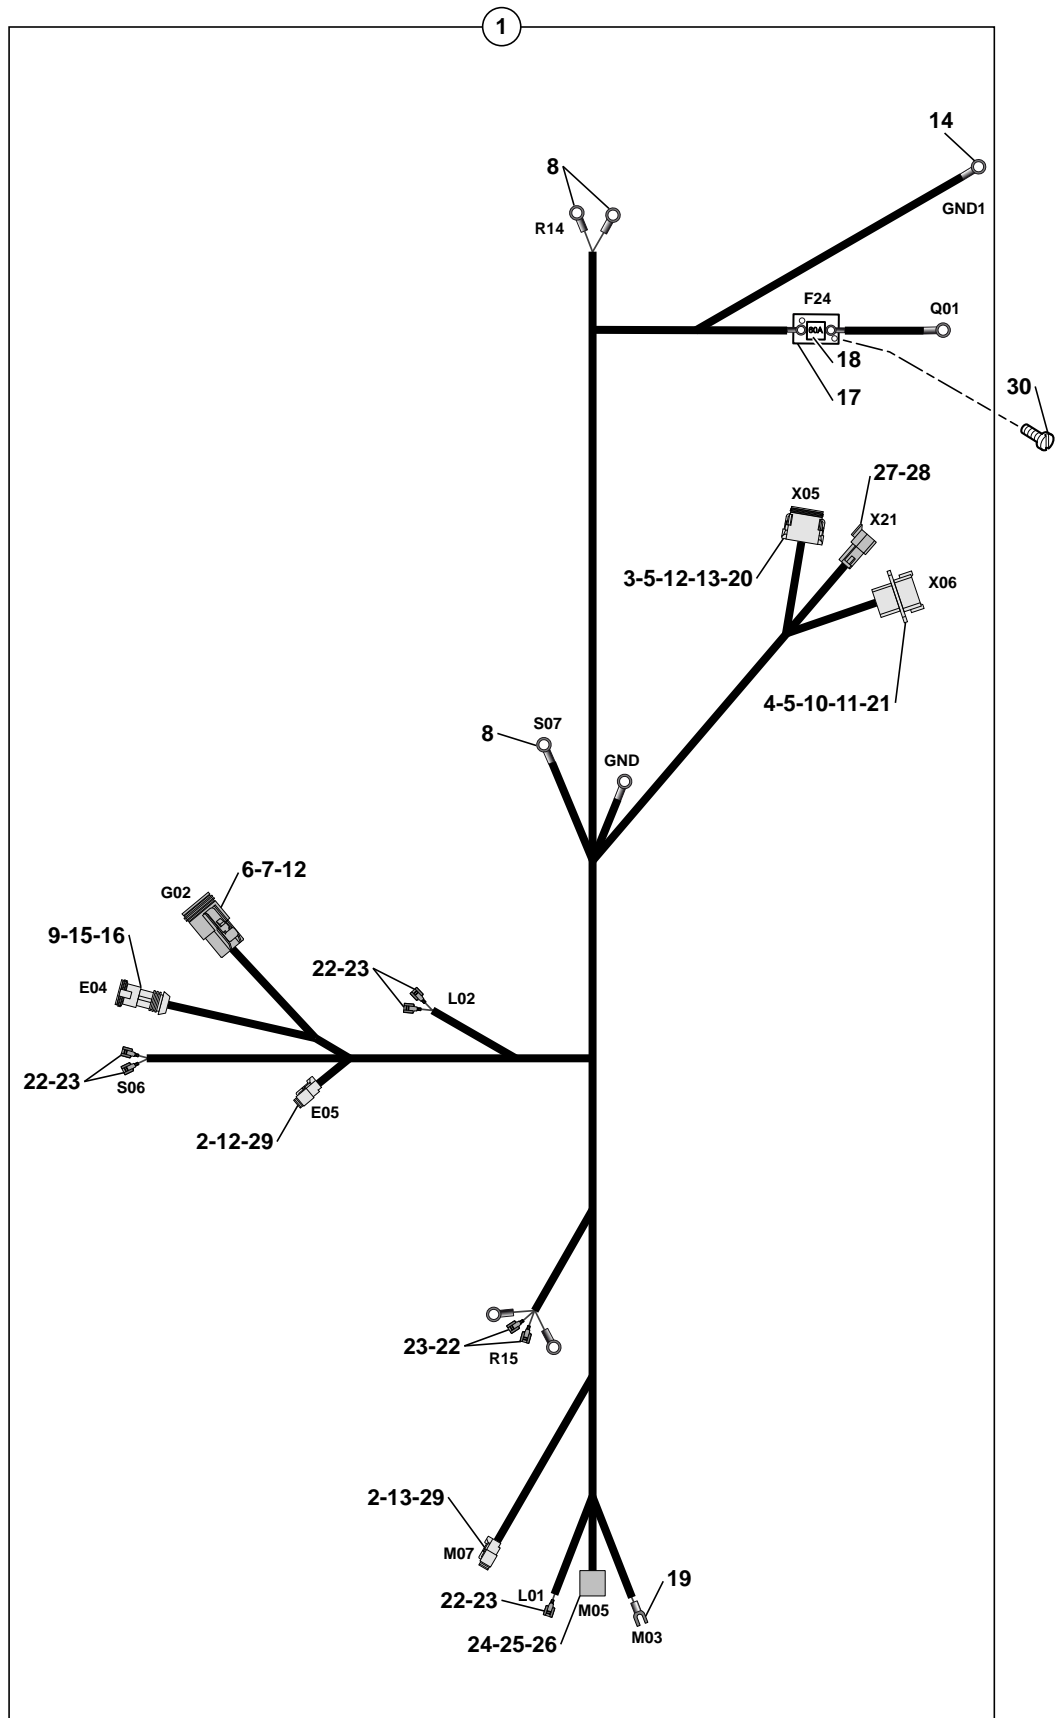 1
14
8
R14
GND1
F24
Q01
60A
18
17
30
27-28
X05
X21
3-5-12-13-20
X06
4-5-10-11-21
8
S07
GND
6-7-12
G02
9-15-16
E04
22-23
L02
22-23
S06
E05
2-12-29
23-22
R15
2-13-29
M07
22-23
L01
M05
19
M03
24-25-26